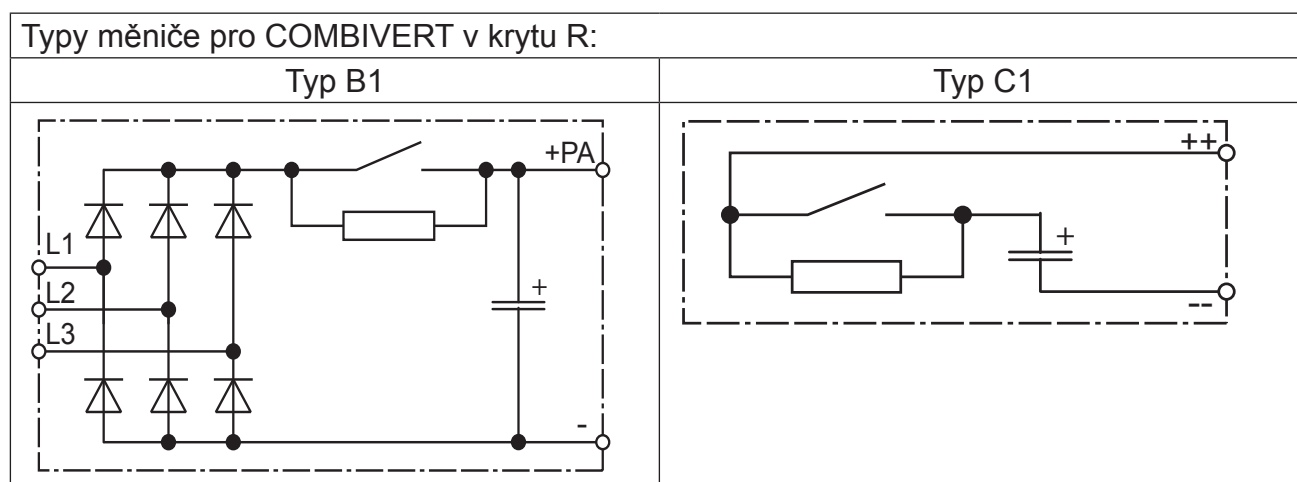 Typy měniče pro COMBIVERT v krytu R:
Typ B1
Typ C1
+PA
++
L1
+
+
L2
--
L3
-